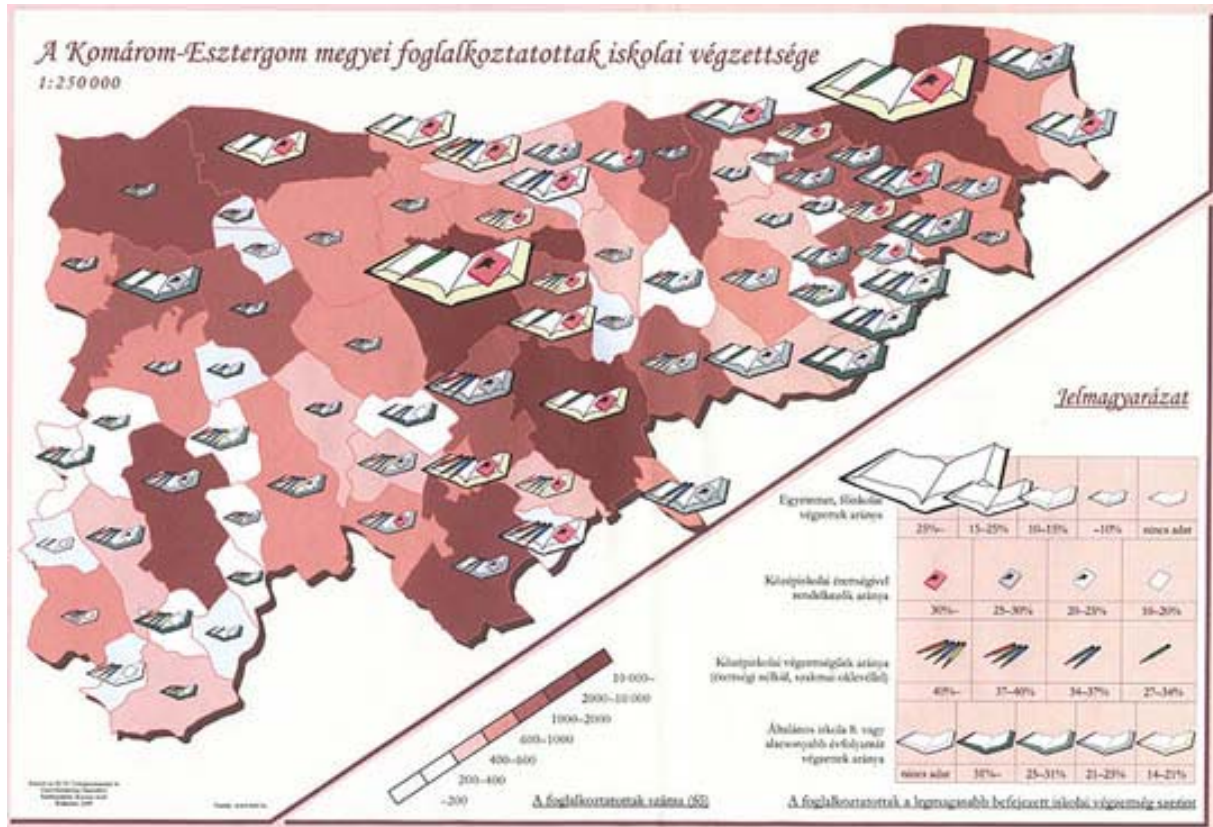 A Komárom-Esztergom megyei foglalkoztatottak iskolai végzettsége
1:250 000
Jelmagyarázat
Egyetemet, főiskolát
végzettek aránya
25%– 15–25% 10–15% –10% nincs adat
Középiskolai érettségivel
rendelkezők aránya
30%– 25–30% 20–25% 10–20%
Középiskolai végzettségűek aránya
(érettségi nélkül, szakmai oklevéllel)
40%– 37–40% 34–37% 27–34%
Általános iskola 8. vagy
alacsonyabb évfolyamát
végzettek aránya
nincs adat 31%– 25–31% 21–25% 14–21%
A foglalkoztatottak a legmagasabb befejezett iskolai végzettség szerint
10 000–
2000–10 000
1000–2000
600–1000
400–600
200–400
–200
A foglalkoztatottak száma (fő)